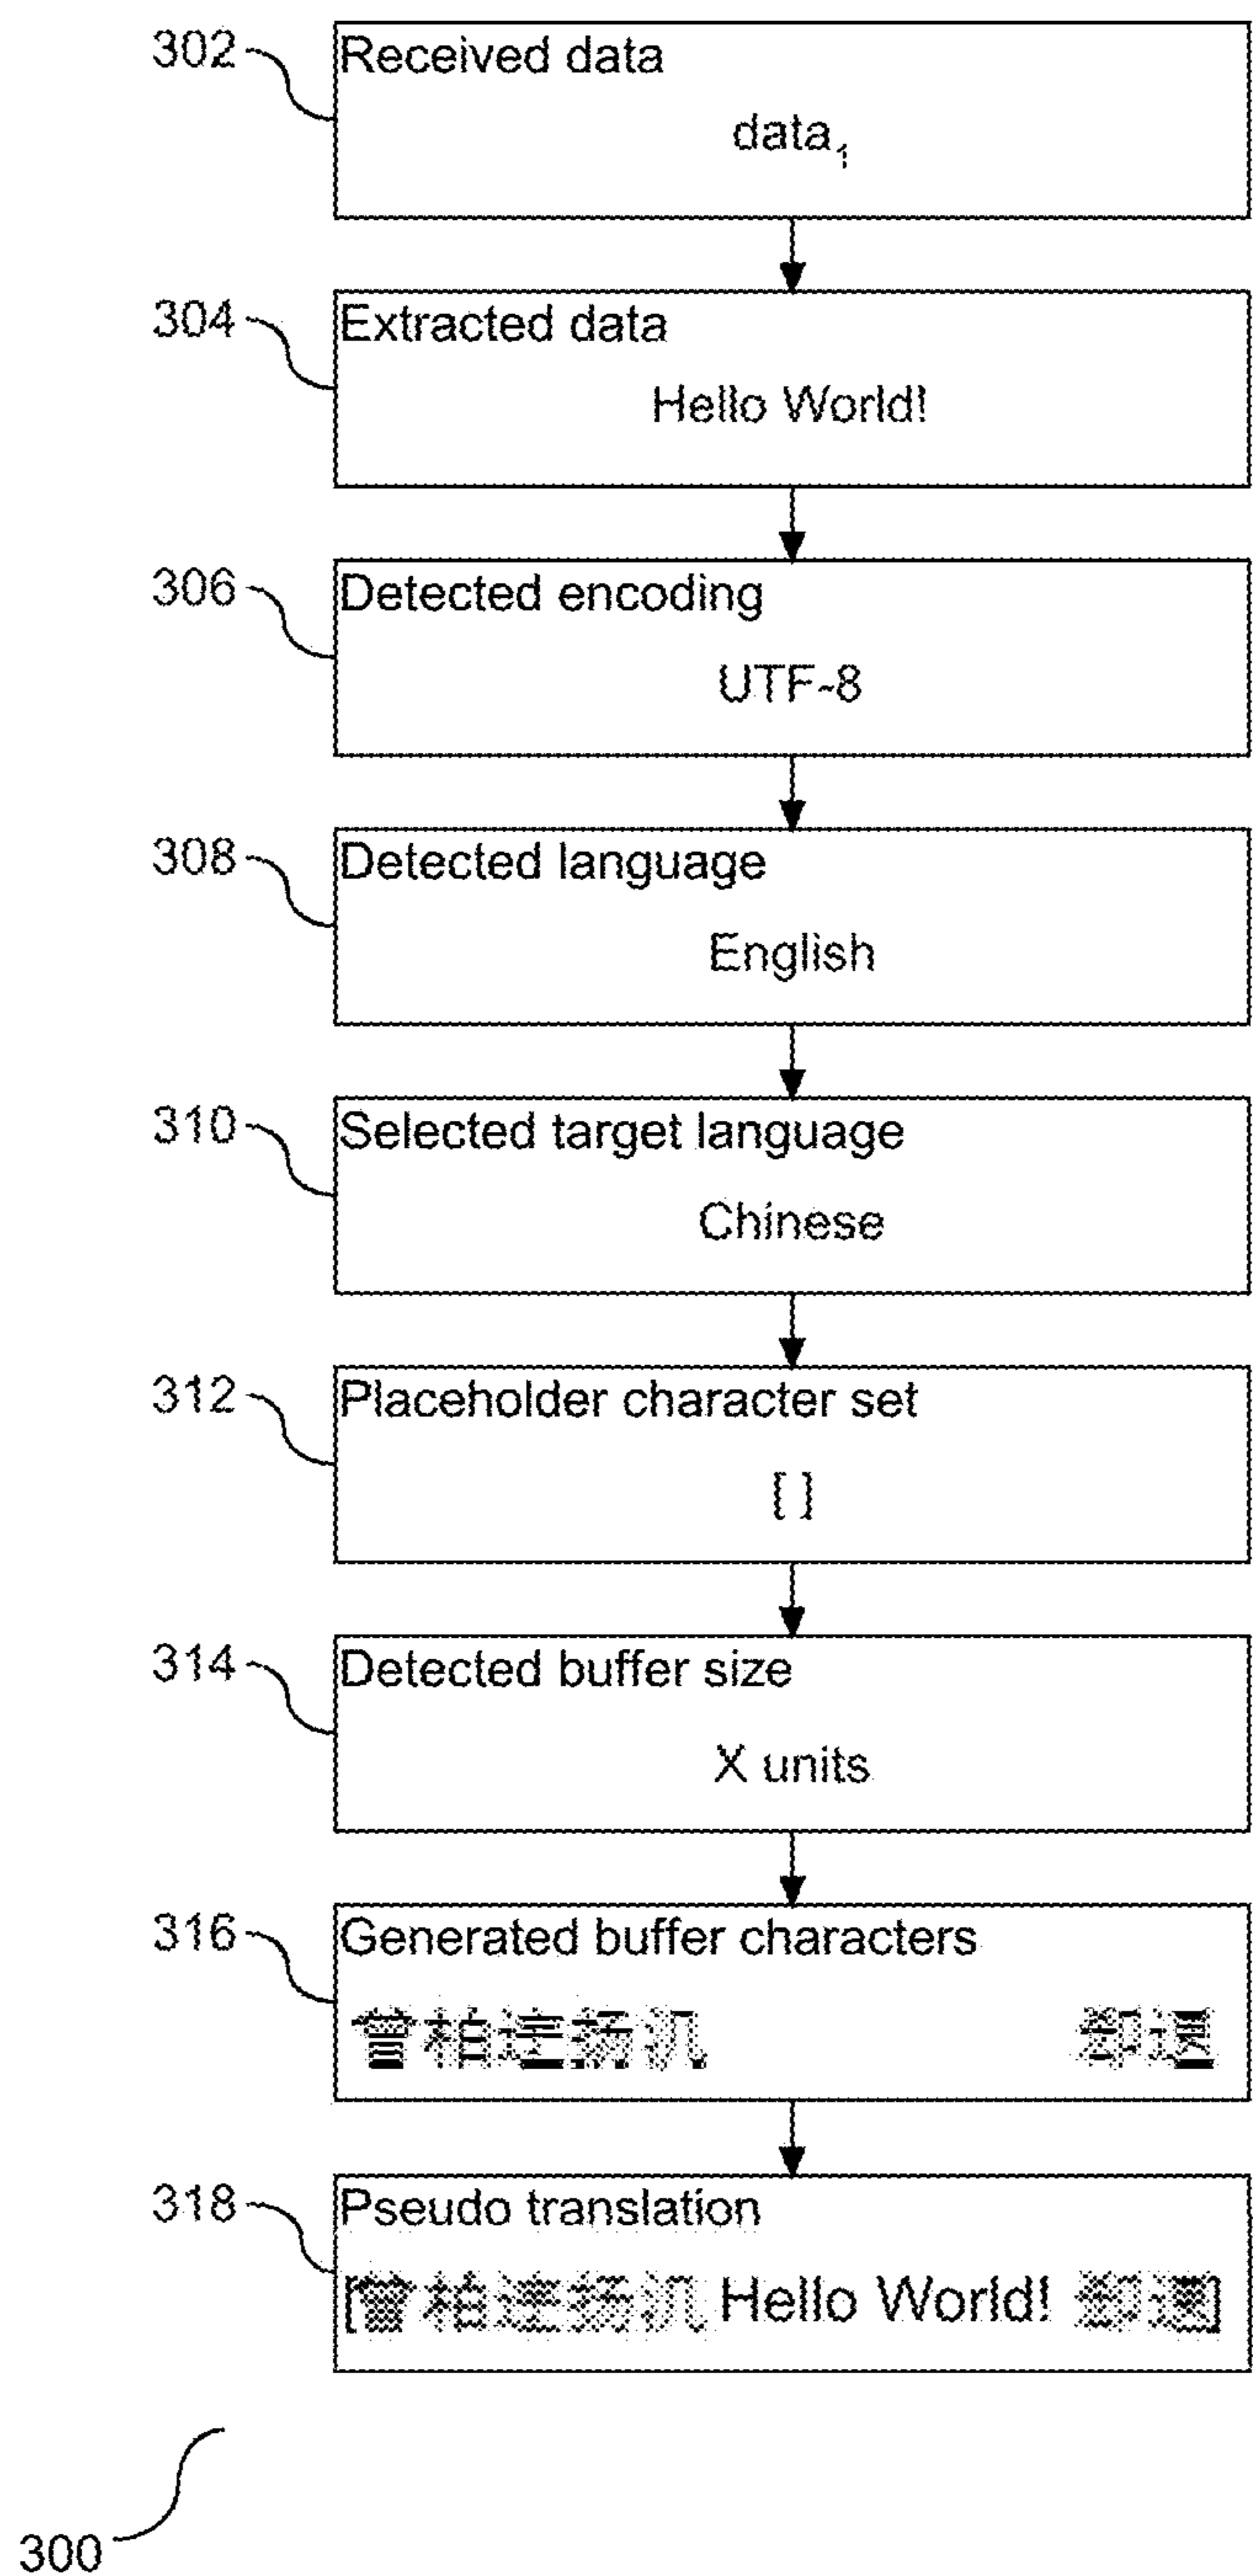 302
Received data
data₁
304
Extracted data
Hello World!
306
Detected encoding
UTF-8
308
Detected language
English
310
Selected target language
Chinese
312
Placeholder character set
[ ]
314
Detected buffer size
X units
316
Generated buffer characters
318
Pseudo translation
[ Hello World! ]
300